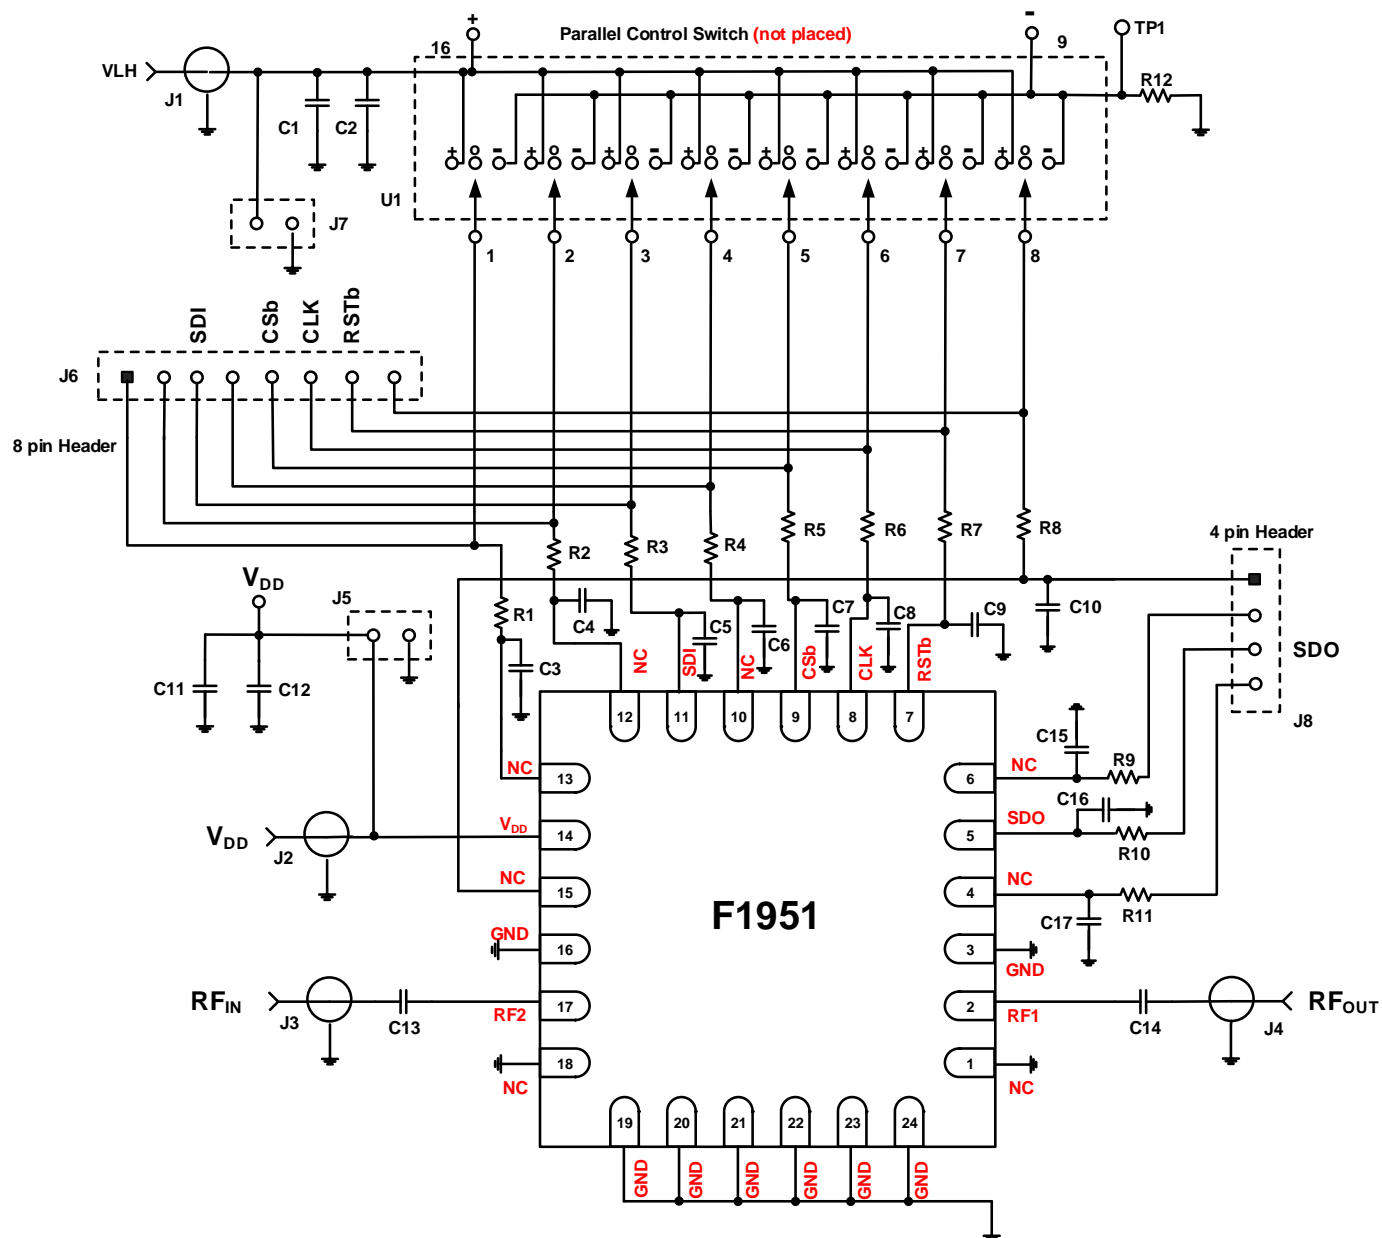 +
-
TP1
Parallel Control Switch (not placed)
16
9
VLH
J1
C1
C2
R12
+ o - + o - + o - + o - + o - + o - + o - + o -
U1
J7
1
2
3
4
5
6
7
8
SDI
CSb
CLK
RSTb
J6
8 pin Header
R2
R3
R4
R5
R6
R7
R8
4 pin Header
VDD
J5
R1
C4
C5
C6
C7
C8
C9
C10
C3
NC
SDI
NC
CSb
CLK
RSTb
SDO
C11
C12
J8
12
11
10
9
8
7
C15
R9
NC
13
6
NC
C16
VDD
J2
VDD
14
5
SDO
R10
NC
15
4
NC
C17
R11
F1951
GND
16
3
GND
RFIN
J3
C13
RF2
17
2
RF1
C14
J4
RFOUT
NC
18
1
NC
19
20
21
22
23
24
GND
GND
GND
GND
GND
GND